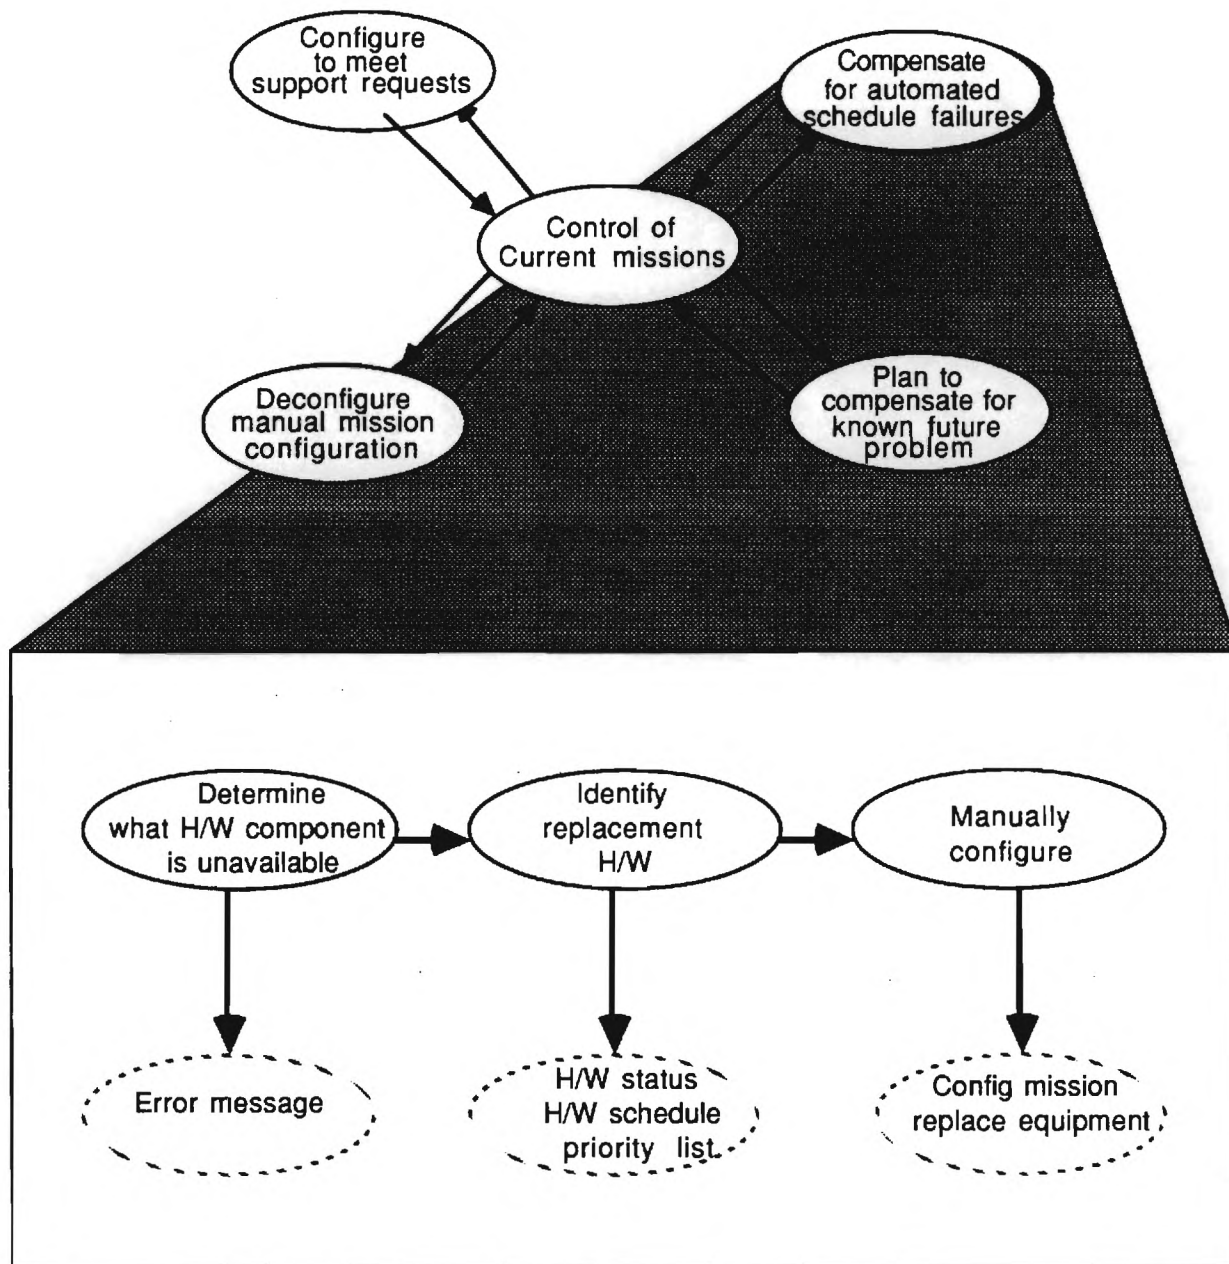 Configure
to meet
support requests
Compensate
for automated
schedule failures
Control of
Current missions
Deconfigure
manual mission
configuration
Plan to
compensate for
known future
problem
Determine
what H/W component
is unavailable
Identify
replacement
H/W
Manually
configure
Error message
H/W status
H/W schedule
priority list
Config mission
replace equipment